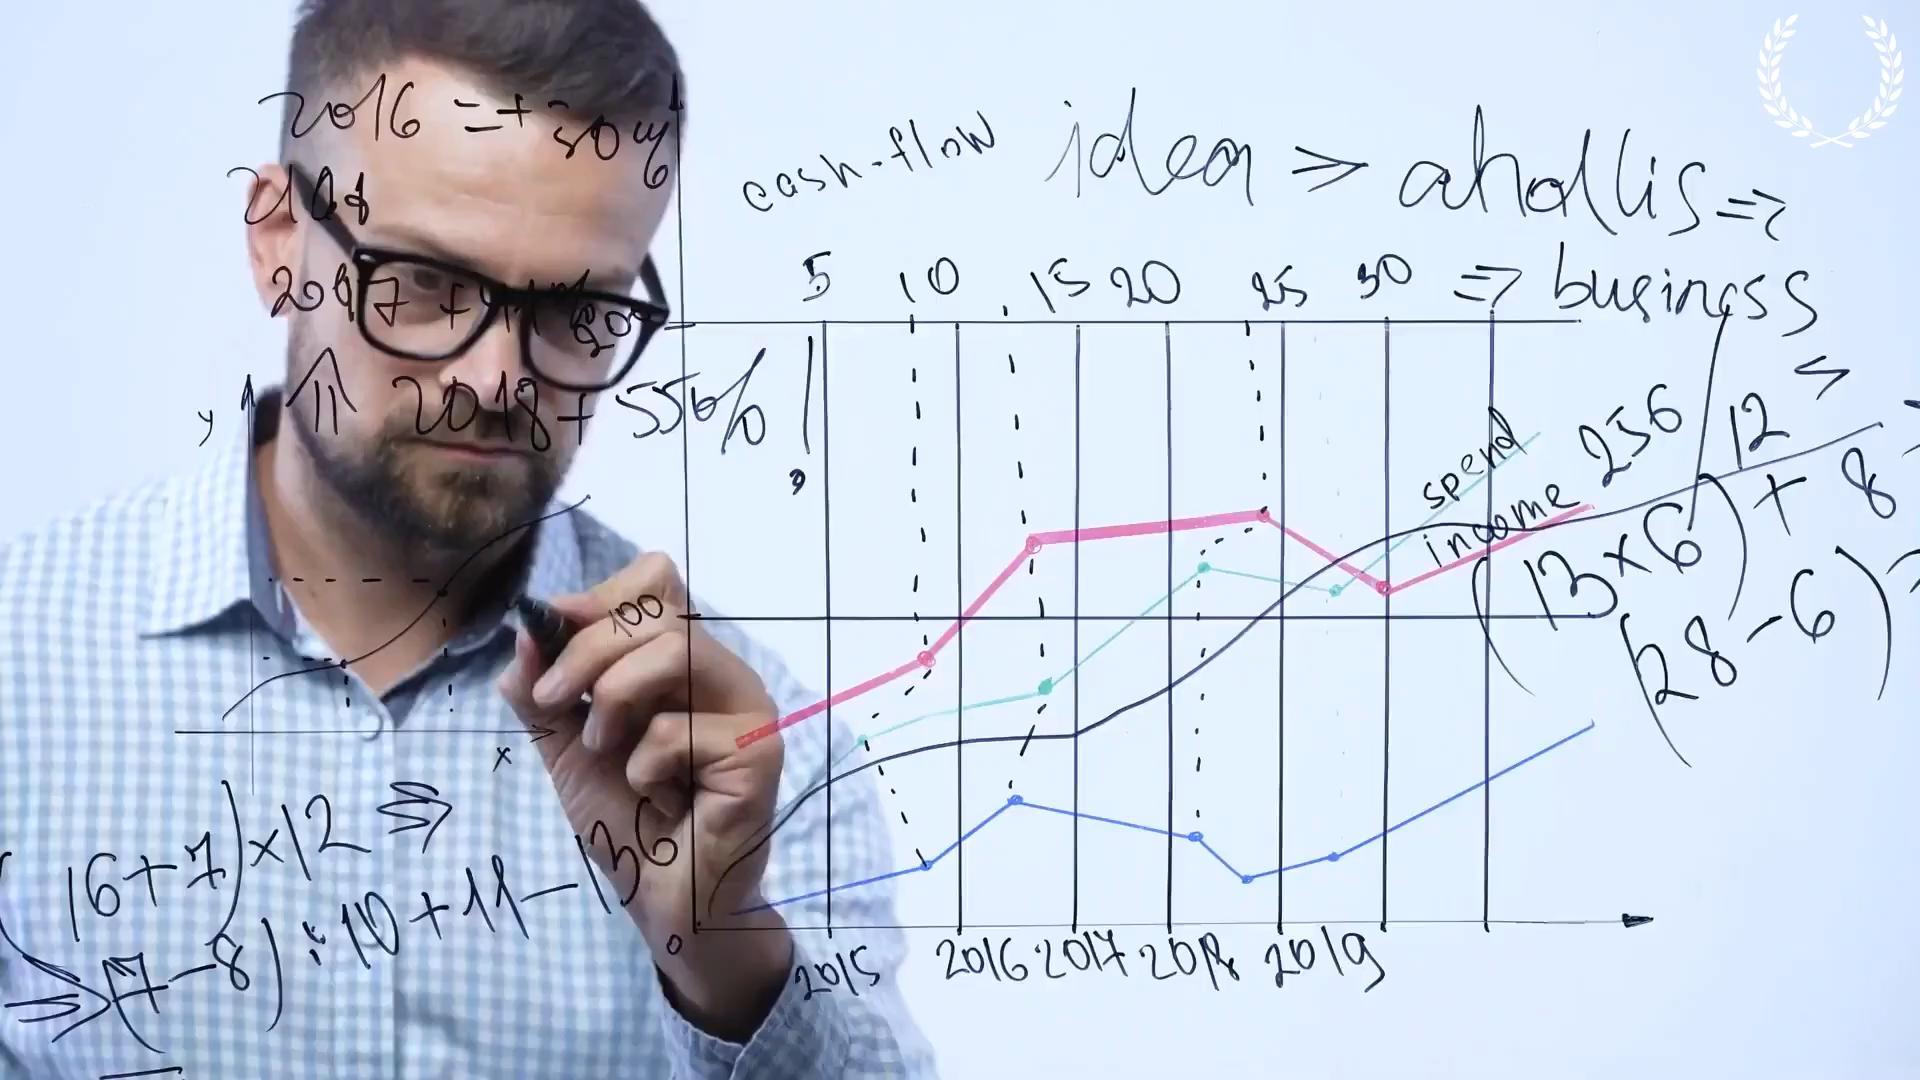 2016 = + 30%
cash-flow idea => ahallis =>
5 10 15 20 25 30 => business
2017 +
2018 + 55% !
y
spend
income
256
12
(13×6) + 8
(28-6)
100
x
(16+7) × 12 =>
=> (7-8) ÷ 10 + 11 - 136
0
2015 2016 2017 2018 2019